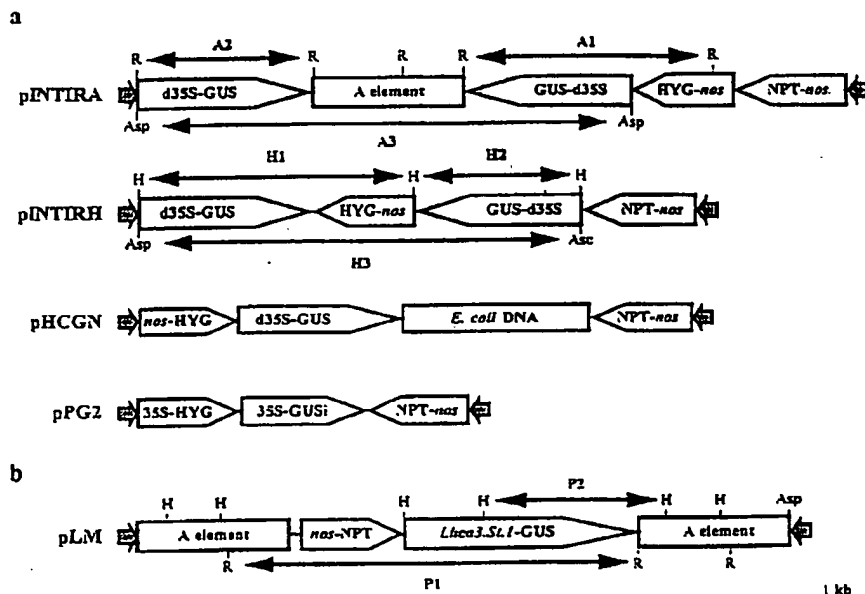 a
A2 A1
R R R R R
pINTIRA d35S-GUS A element GUS-d35S HYG-nos NPT-nos
Asp Asp
A3
H1 H2
H H H
pINTIRH d35S-GUS HYG-nos GUS-d35S NPT-nos
Asp Asc
H3
pHCGN nos-HYG d35S-GUS E. coli DNA NPT-nos
pPG2 35S-HYG 35S-GUSi NPT-nos
b
P2
H H H H H H Asp
pLM A element nos-NPT Lhca3.St.1-GUS A element
R R R
P1
1 kb